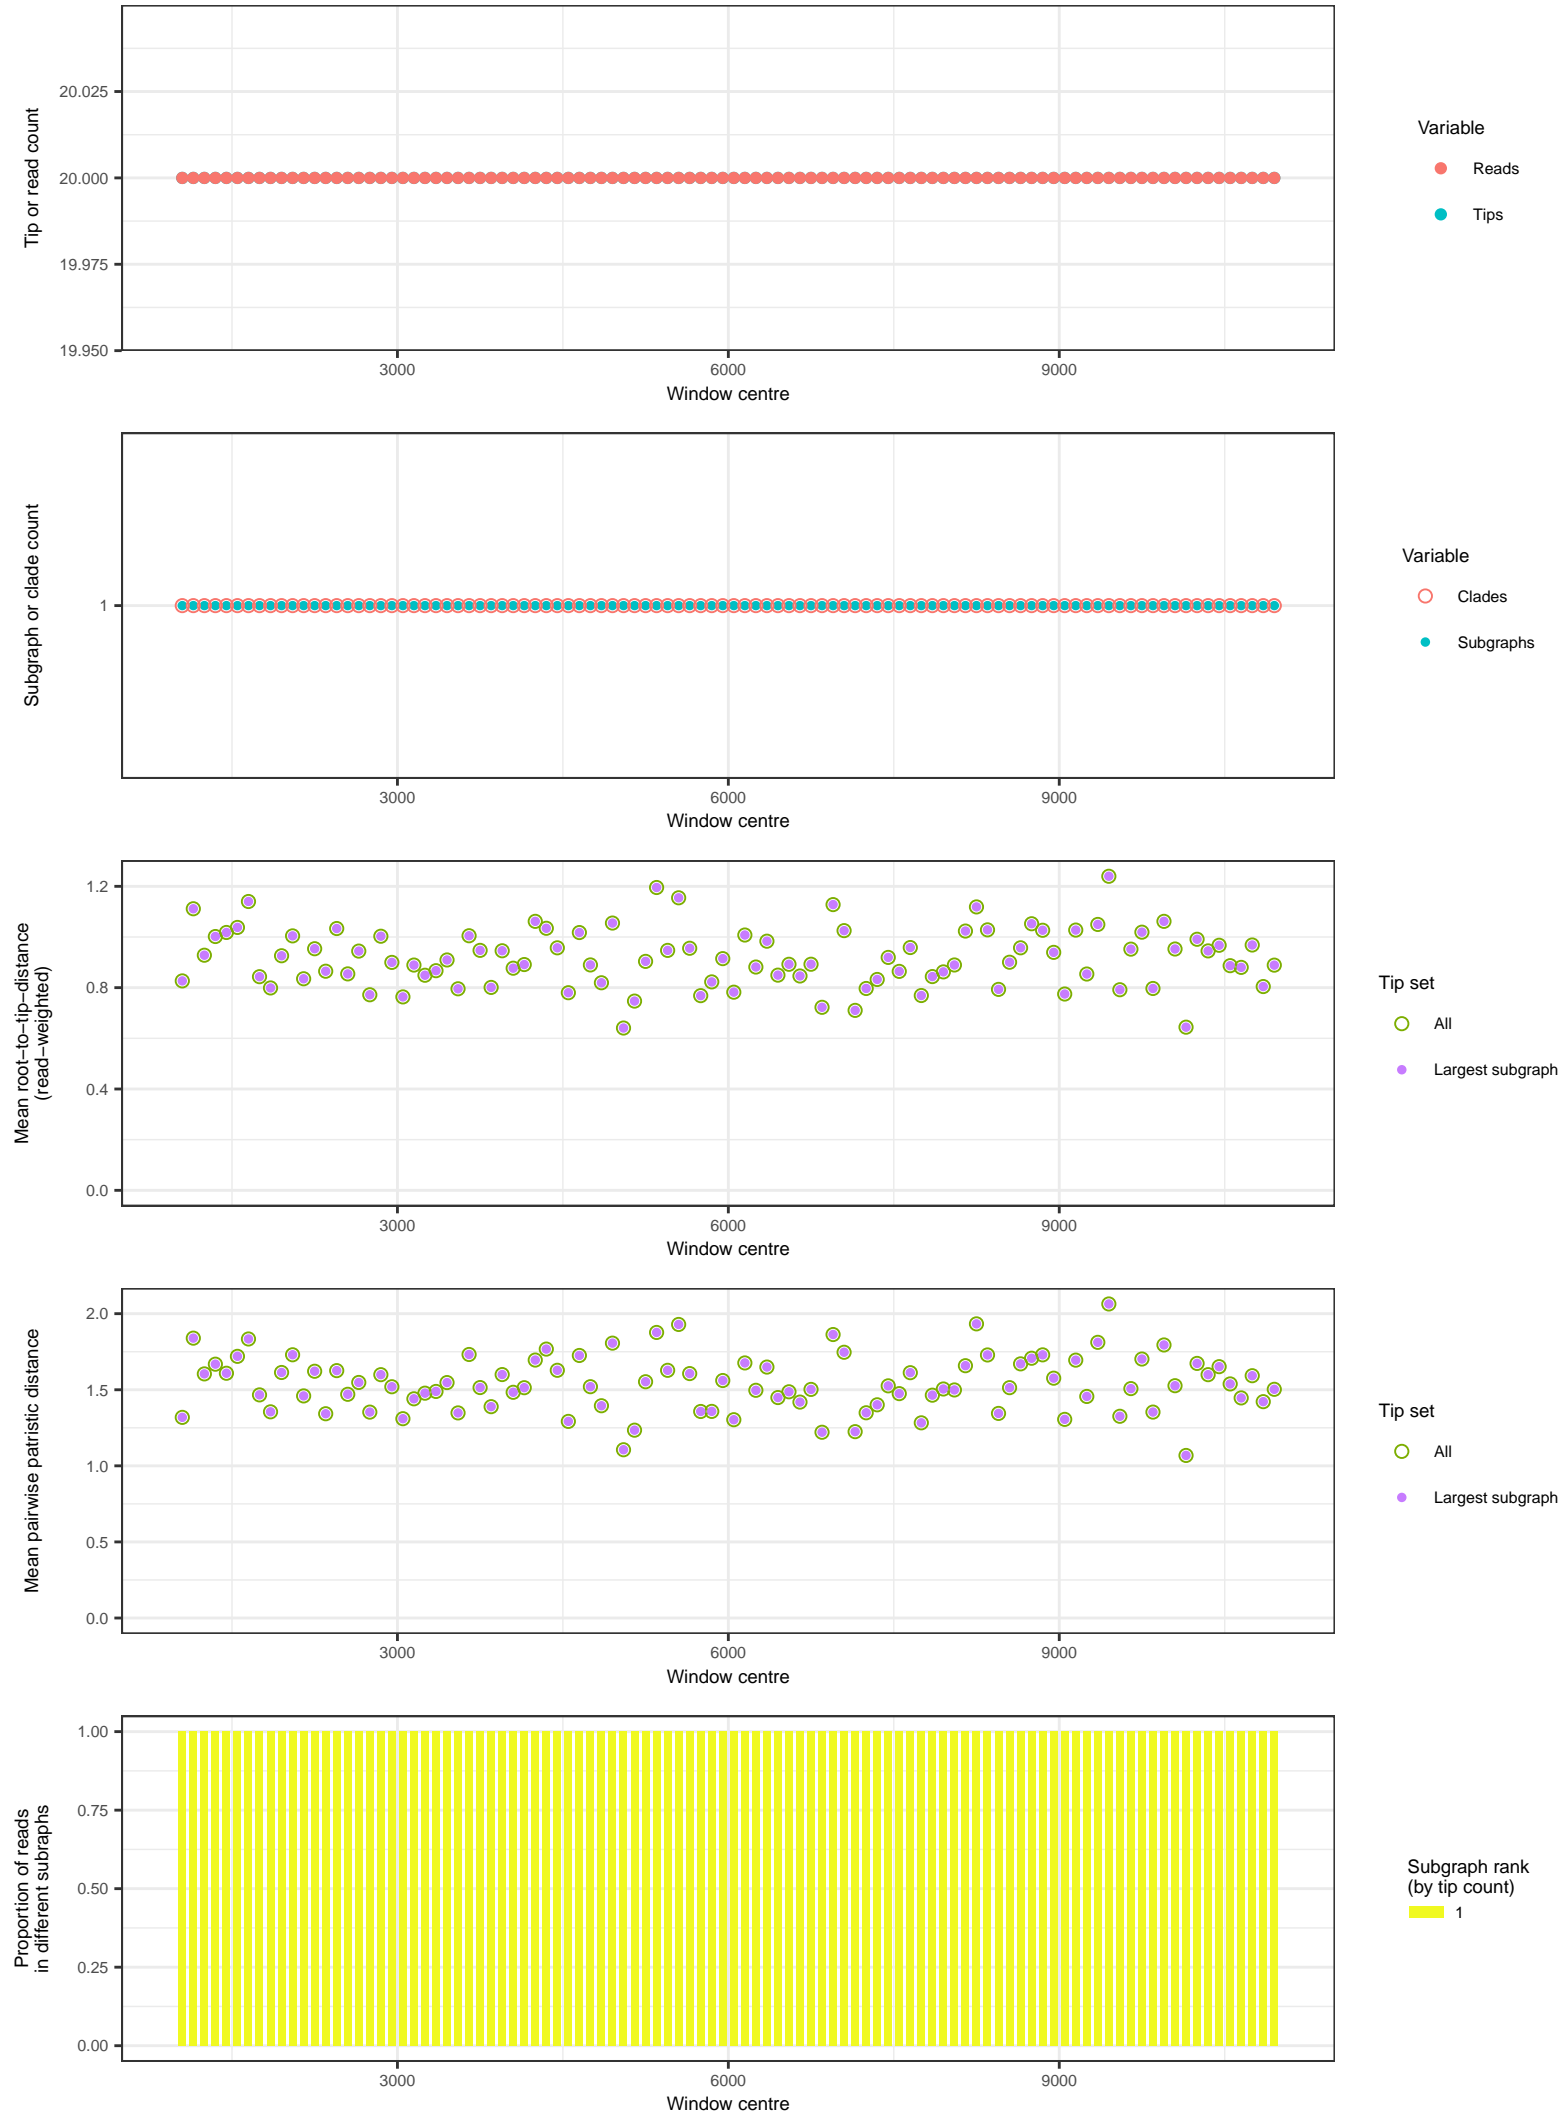 20.025
20.000
19.975
19.950
Tip or read count
3000
6000
9000
Window centre
Variable
Reads
Tips
1
Subgraph or clade count
3000
6000
9000
Window centre
Variable
Clades
Subgraphs
1.2
0.8
0.4
0.0
Mean root−to−tip−distance
(read−weighted)
3000
6000
9000
Window centre
Tip set
All
Largest subgraph
2.0
1.5
1.0
0.5
0.0
Mean pairwise patristic distance
3000
6000
9000
Window centre
Tip set
All
Largest subgraph
1.00
0.75
0.50
0.25
0.00
Proportion of reads
in different subraphs
3000
6000
9000
Window centre
Subgraph rank
(by tip count)
1